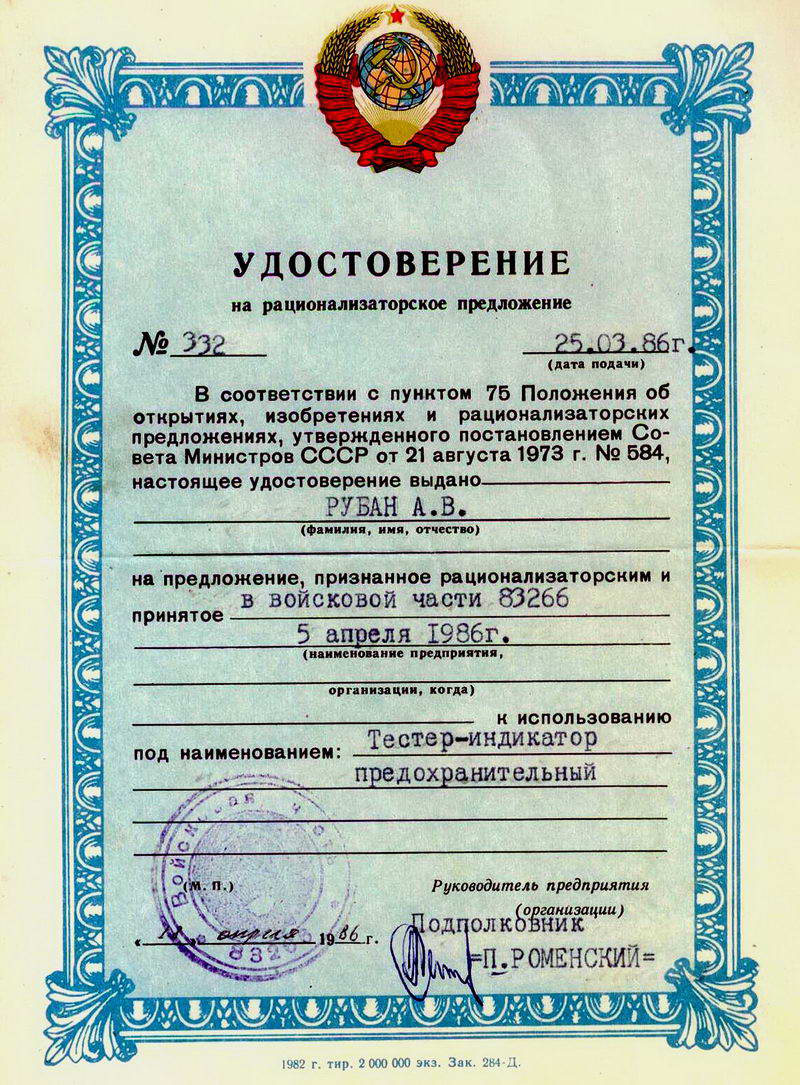 УДОСТОВЕРЕНИЕ
на рационализаторское предложение
№ 332 25.03.86г.
(дата подачи)
В соответствии с пунктом 75 Положения об
открытиях, изобретениях и рационализаторских
предложениях, утвержденного постановлением Со-
вета Министров СССР от 21 августа 1973 г. № 584,
настоящее удостоверение выдано
РУБАН А.В.
(фамилия, имя, отчество)
на предложение, признанное рационализаторским и
принятое в войсковой части 83266
5 апреля 1986г.
(наименование предприятия,
организации, когда)
к использованию
под наименованием: Тестер-индикатор
предохранительный
Войсковая часть
(М. П.)
Руководитель предприятия
(организации)
Подполковник
апреля 1986 г.
=П.РОМЕНСКИЙ=
1982 г. тир. 2 000 000 экз. Зак. 284-Д.